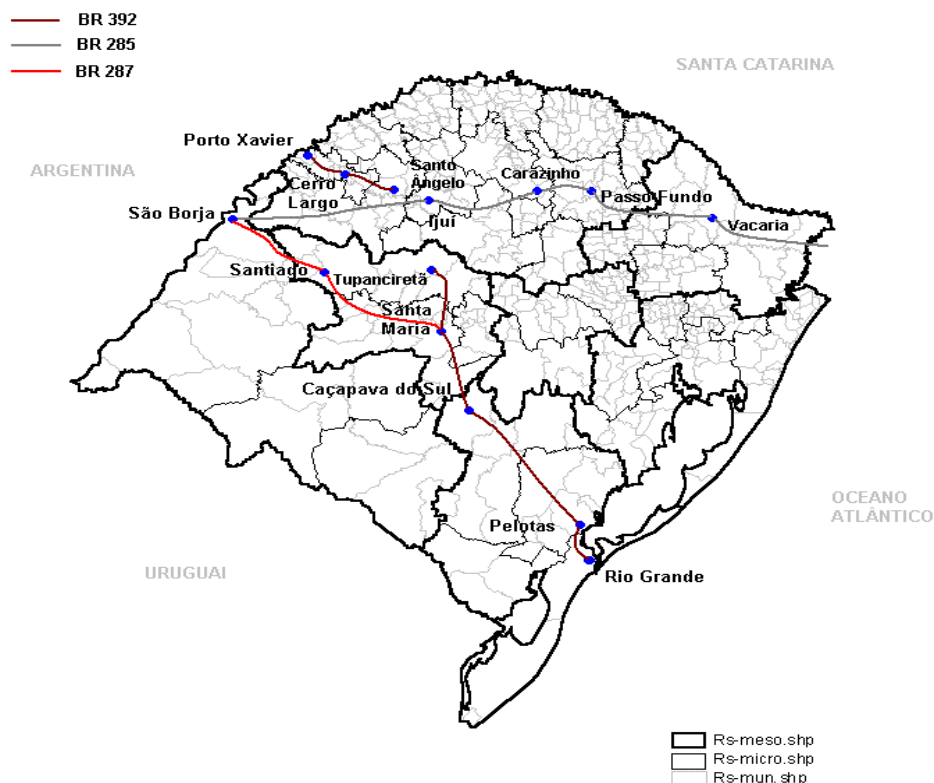 BR 392
BR 285
BR 287
SANTA CATARINA
Porto Xavier
ARGENTINA
Santo
Ângelo
Carazinho
Cerro
Largo
Passo Fundo
São Borja
Ijuí
Vacaria
Santiago
Tupanciretã
Santa
Maria
Caçapava do Sul
OCEANO
ATLÂNTICO
Pelotas
URUGUAI
Rio Grande
Rs-meso.shp
Rs-micro.shp
Rs-mun.shp